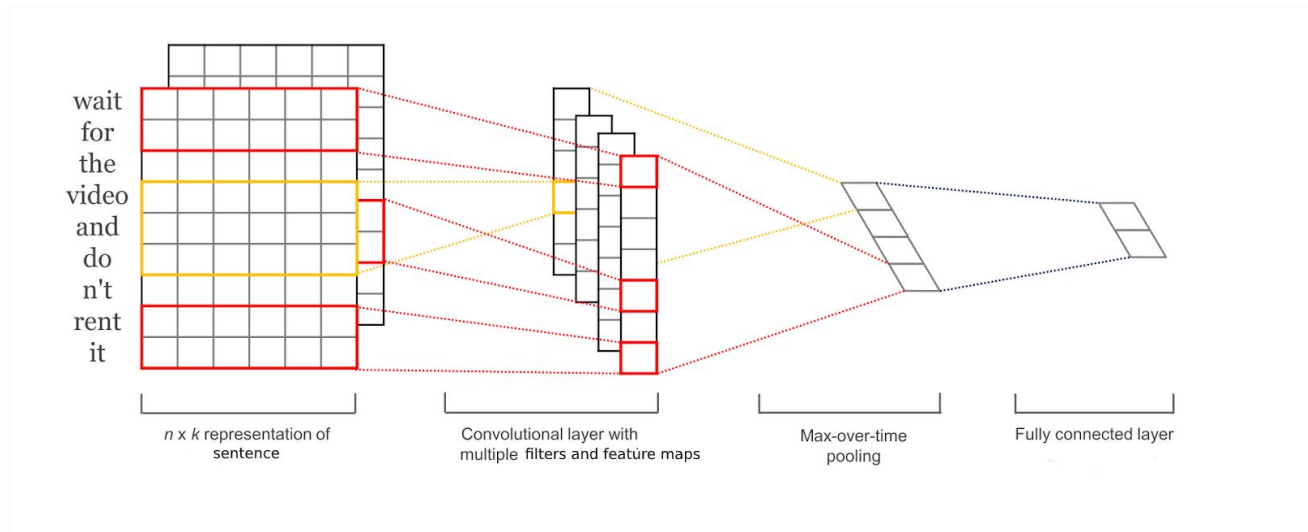 wait
for
the
video
and
do
n't
rent
it
n x k representation of
sentence
Convolutional layer with
multiple filters and feature maps
Max-over-time
pooling
Fully connected layer